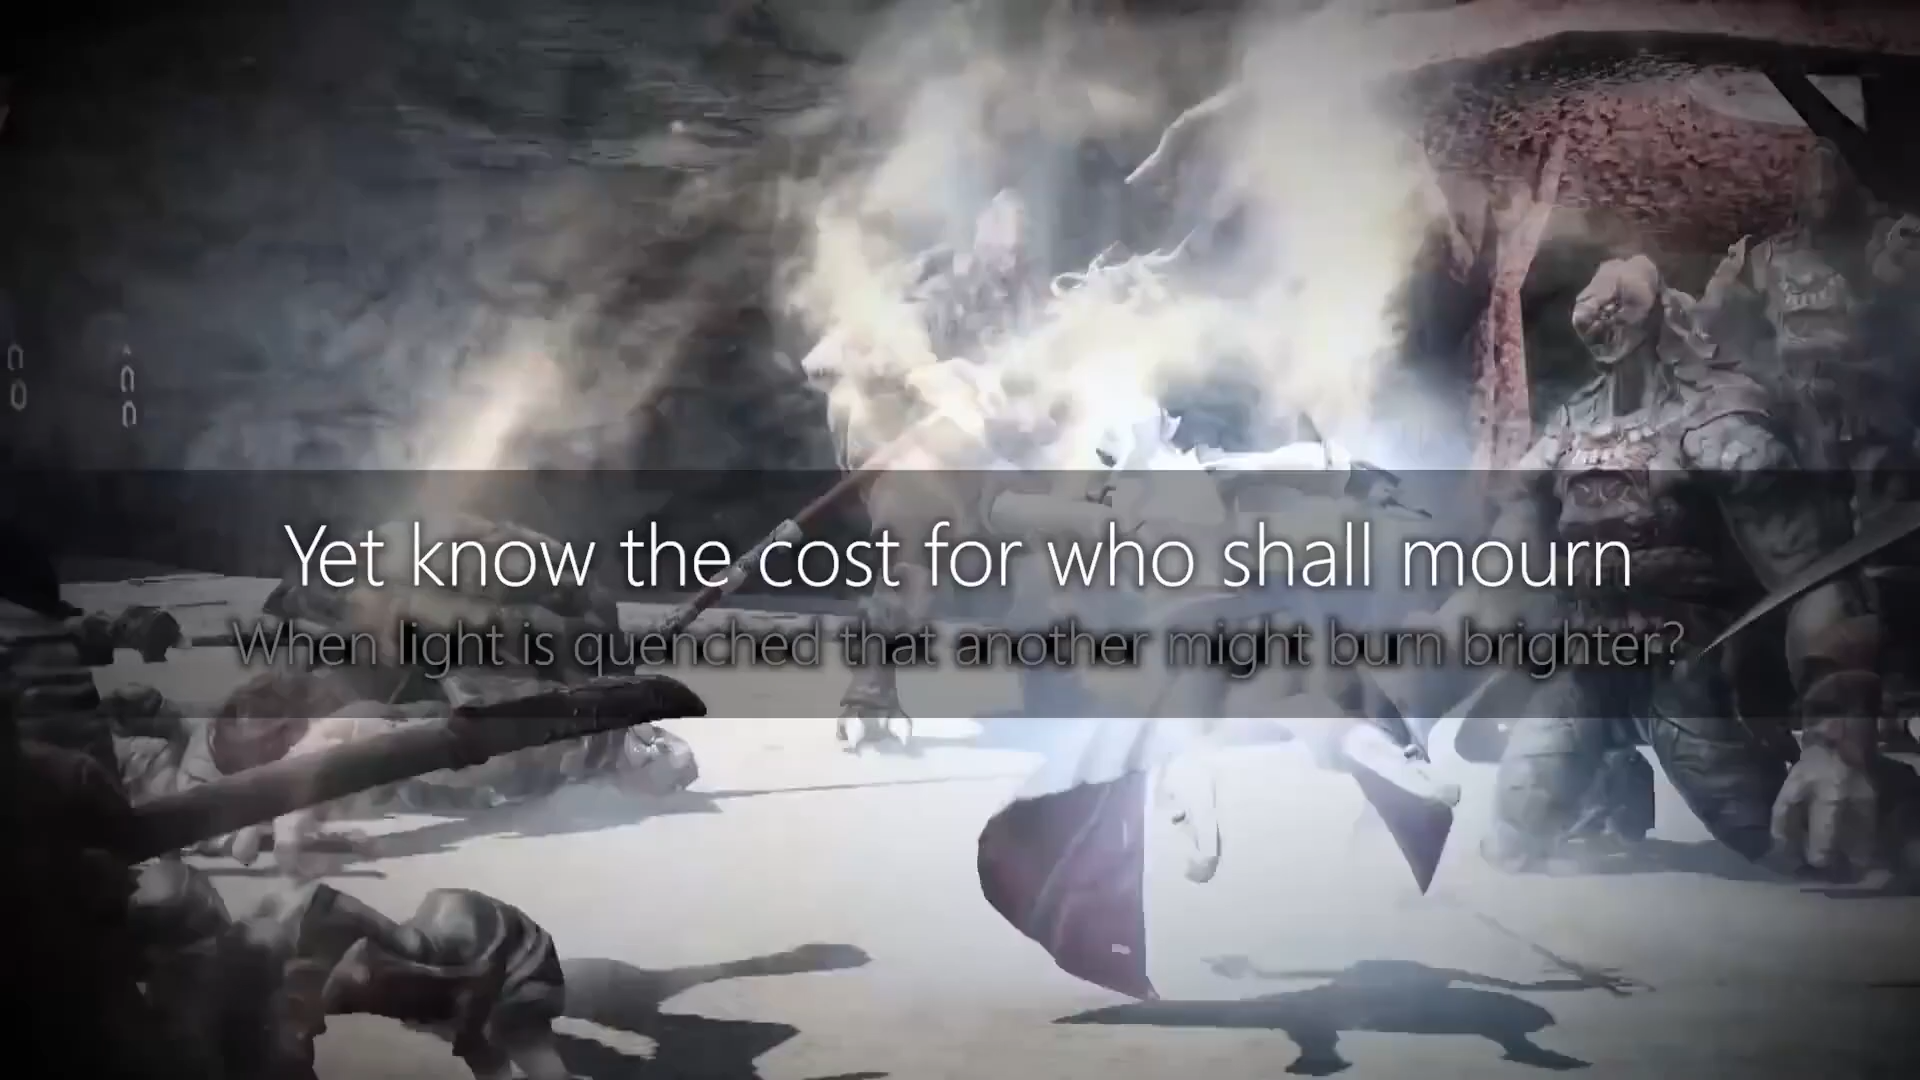 Yet know the cost for who shall mourn
When light is quenched that another might burn brighter?